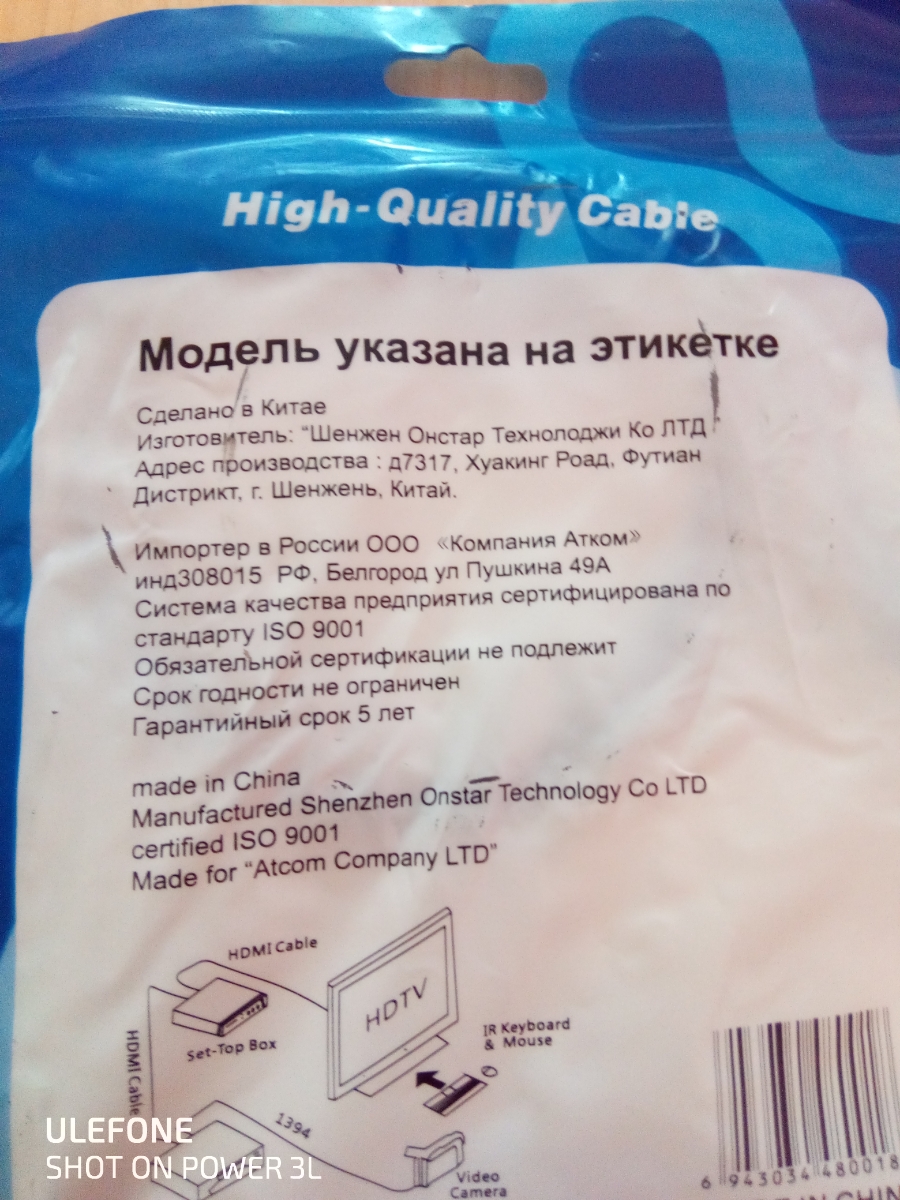 High-Quality Cable
Модель указана на этикетке
Сделано в Китае
Изготовитель: "Шенжен Онстар Технолоджи Ко ЛТД"
Адрес производства : д7317, Хуакинг Роад, Футиан
Дистрикт, г. Шенжень, Китай.
Импортер в России ООО «Компания Атком»
инд308015 РФ, Белгород ул Пушкина 49А
Система качества предприятия сертифицирована по
стандарту ISO 9001
Обязательной сертификации не подлежит
Срок годности не ограничен
Гарантийный срок 5 лет
made in China
Manufactured Shenzhen Onstar Technology Co LTD
certified ISO 9001
Made for "Atcom Company LTD"
HDMI Cable
HDTV
Set-Top Box
IR Keyboard
& Mouse
HDMI Cable
1394
Video
Camera
6 943034 480018
ULEFONE
SHOT ON POWER 3L